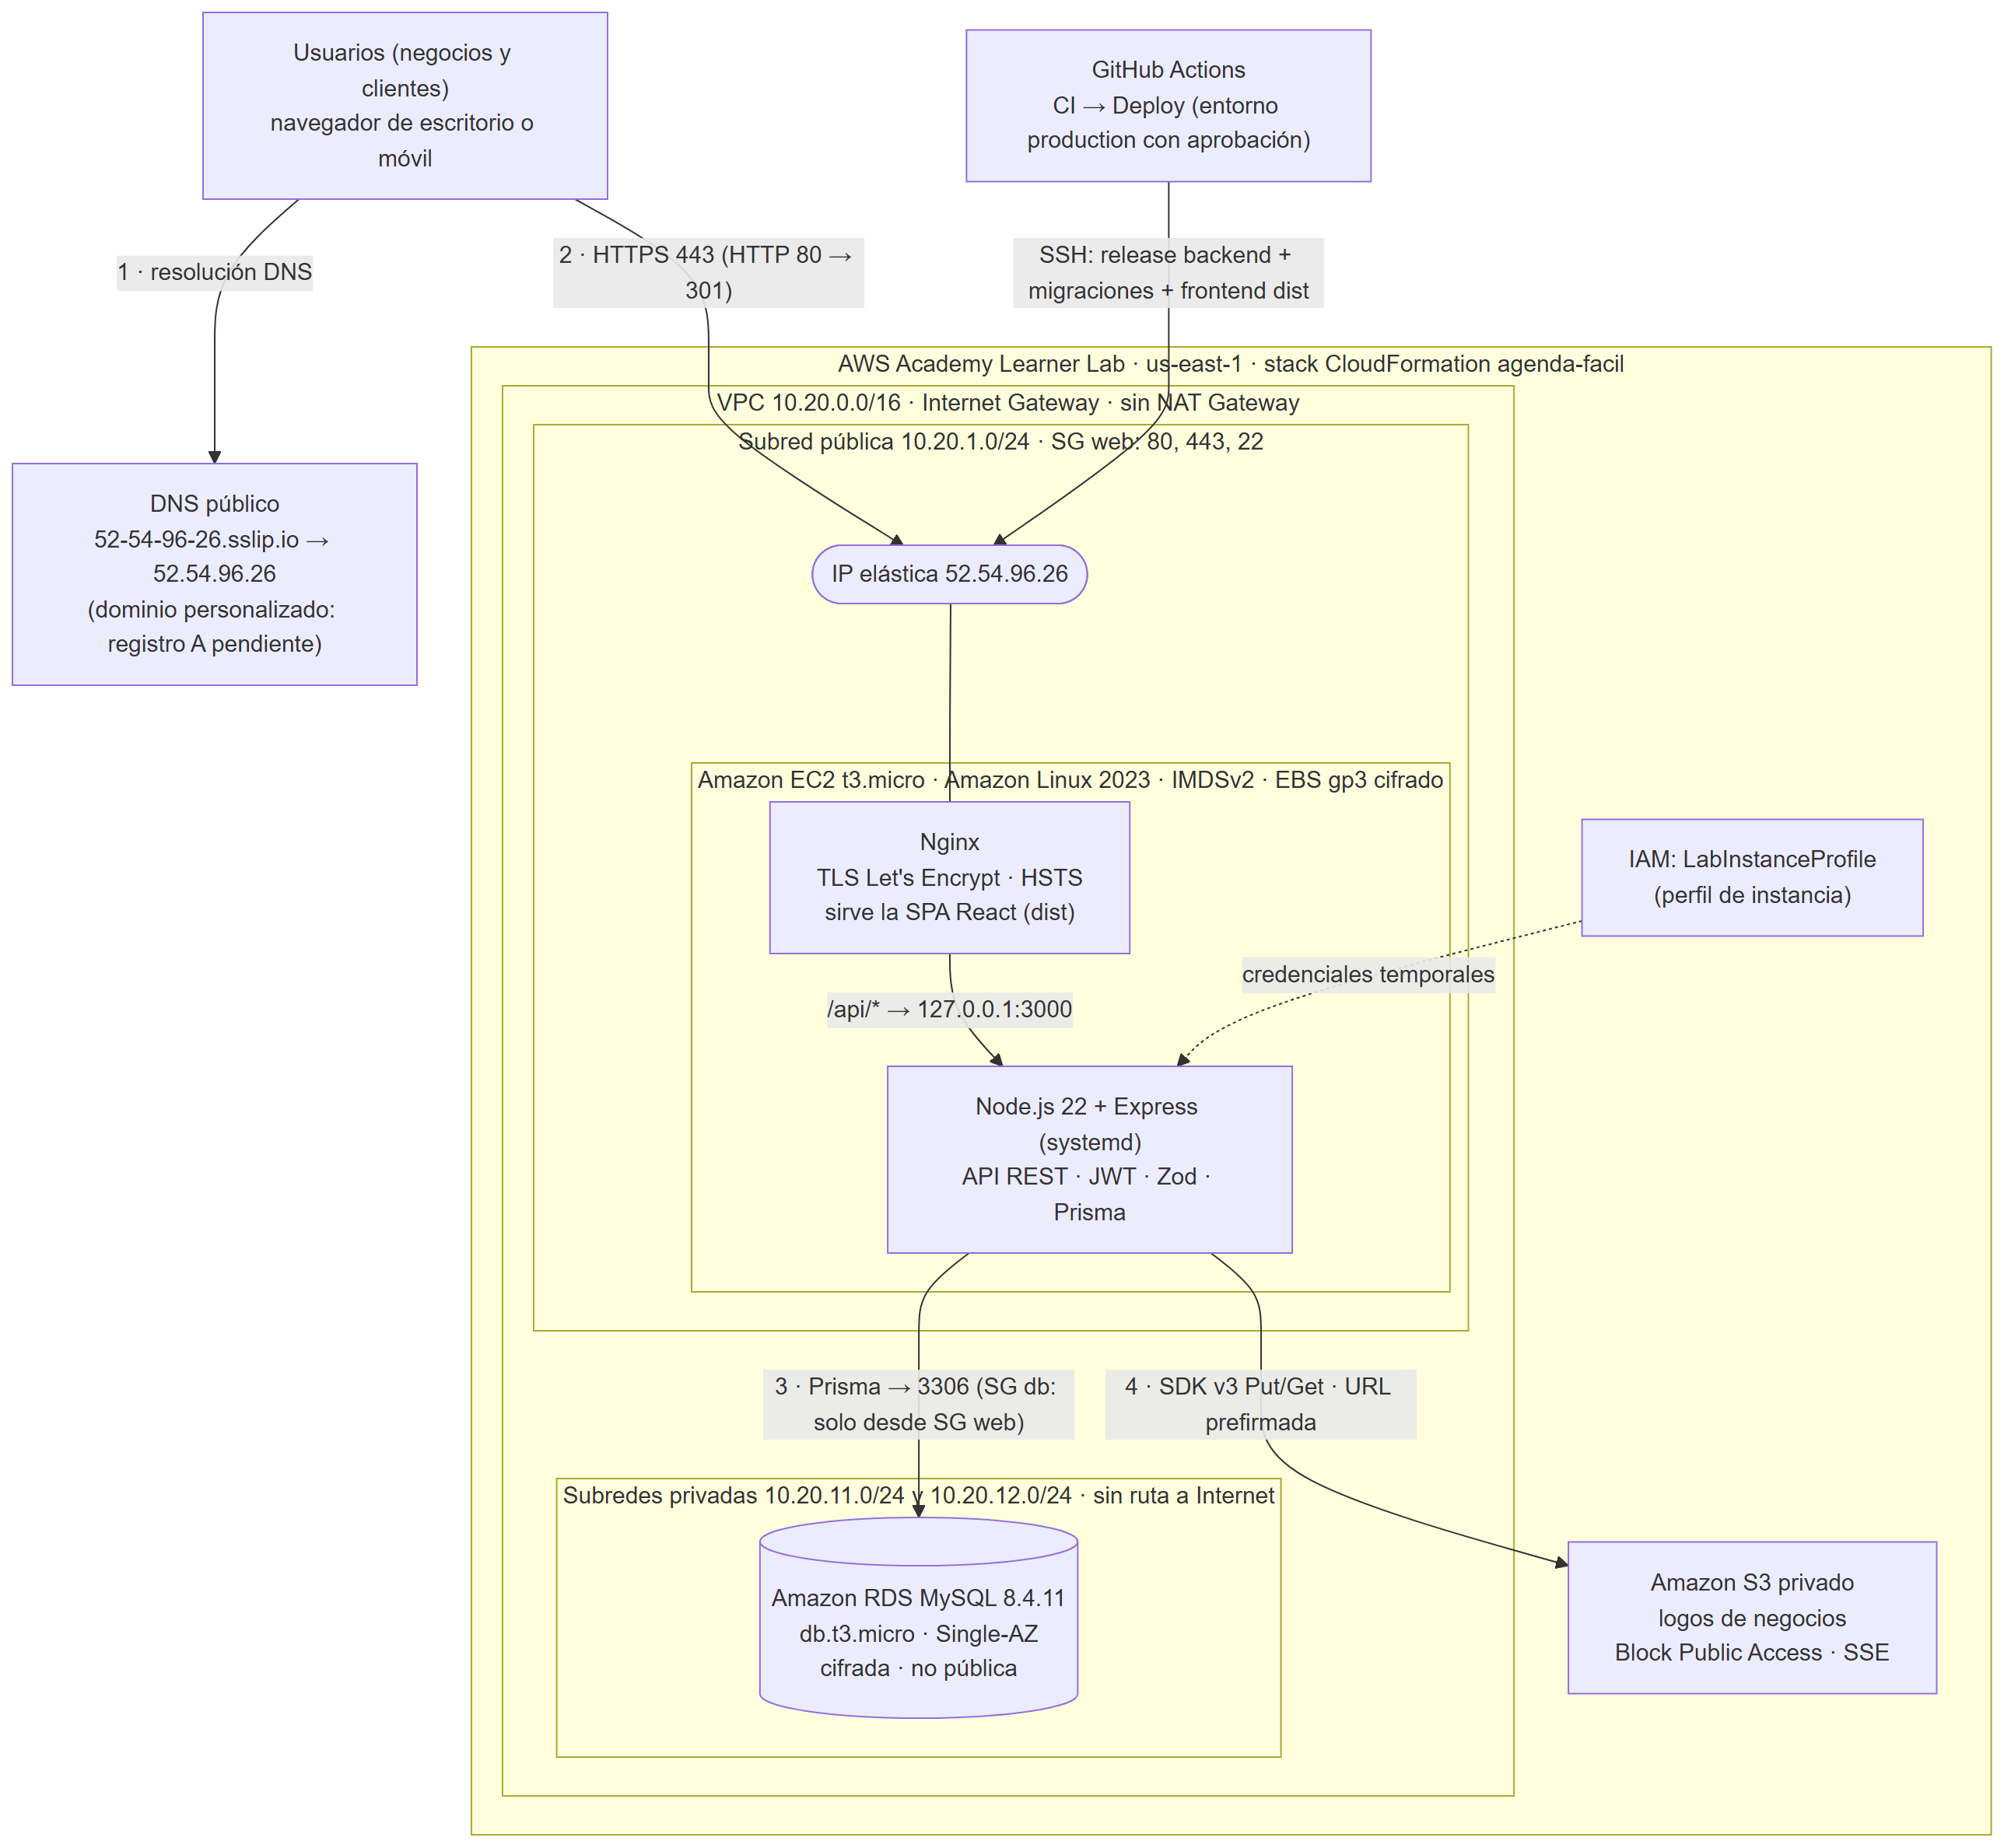 Usuarios (negocios y
clientes)
navegador de escritorio o
móvil
GitHub Actions
CI → Deploy (entorno
production con aprobación)
1 · resolución DNS
2 · HTTPS 443 (HTTP 80 →
301)
SSH: release backend +
migraciones + frontend dist
AWS Academy Learner Lab · us-east-1 · stack CloudFormation agenda-facil
VPC 10.20.0.0/16 · Internet Gateway · sin NAT Gateway
Subred pública 10.20.1.0/24 · SG web: 80, 443, 22
DNS público
52-54-96-26.sslip.io →
52.54.96.26
(dominio personalizado:
registro A pendiente)
IP elástica 52.54.96.26
Amazon EC2 t3.micro · Amazon Linux 2023 · IMDSv2 · EBS gp3 cifrado
Nginx
TLS Let's Encrypt · HSTS
sirve la SPA React (dist)
IAM: LabInstanceProfile
(perfil de instancia)
credenciales temporales
/api/* → 127.0.0.1:3000
Node.js 22 + Express
(systemd)
API REST · JWT · Zod ·
Prisma
3 · Prisma → 3306 (SG db:
solo desde SG web)
4 · SDK v3 Put/Get · URL
prefirmada
Subredes privadas 10.20.11.0/24 y 10.20.12.0/24 · sin ruta a Internet
Amazon RDS MySQL 8.4.11
db.t3.micro · Single-AZ
cifrada · no pública
Amazon S3 privado
logos de negocios
Block Public Access · SSE